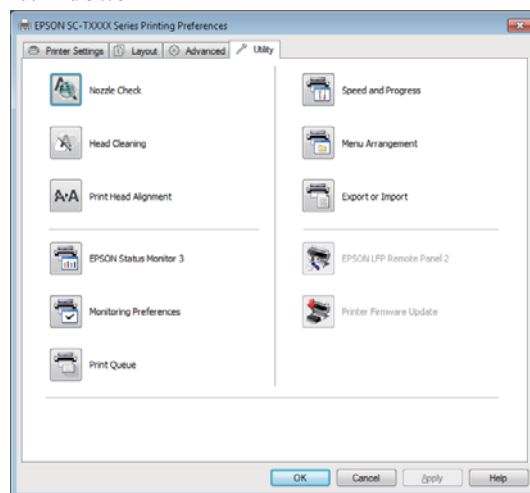 EPSON SC-TXXXX Series Printing Preferences
Printer Settings Layout Advanced Utility
Nozzle Check
Speed and Progress
Head Cleaning
Menu Arrangement
A·A Print Head Alignment
Export or Import
EPSON Status Monitor 3
EPSON LFP Remote Panel 2
Monitoring Preferences
Printer Firmware Update
Print Queue
OK Cancel Apply Help